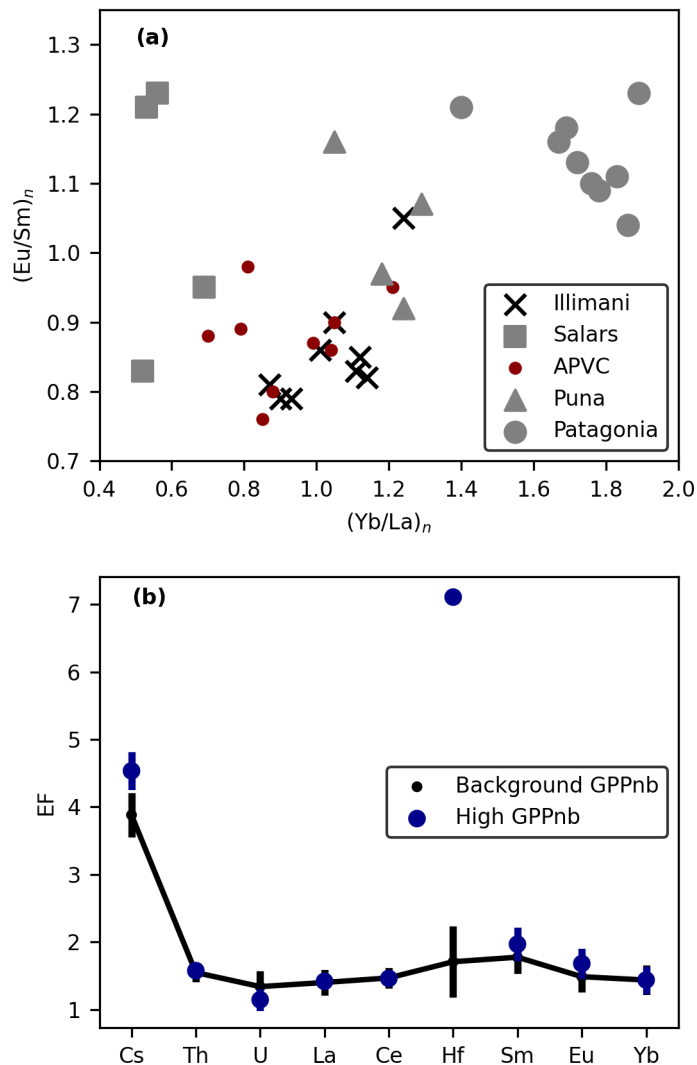 (a)
1.3
1.2
1.1
1.0
0.9
0.8
0.7
(Eu/Sm)n
Illimani
Salars
APVC
Puna
Patagonia
0.4 0.6 0.8 1.0 1.2 1.4 1.6 1.8 2.0
(Yb/La)n
(b)
7
6
5
4
3
2
1
EF
Background GPPnb
High GPPnb
Cs Th U La Ce Hf Sm Eu Yb